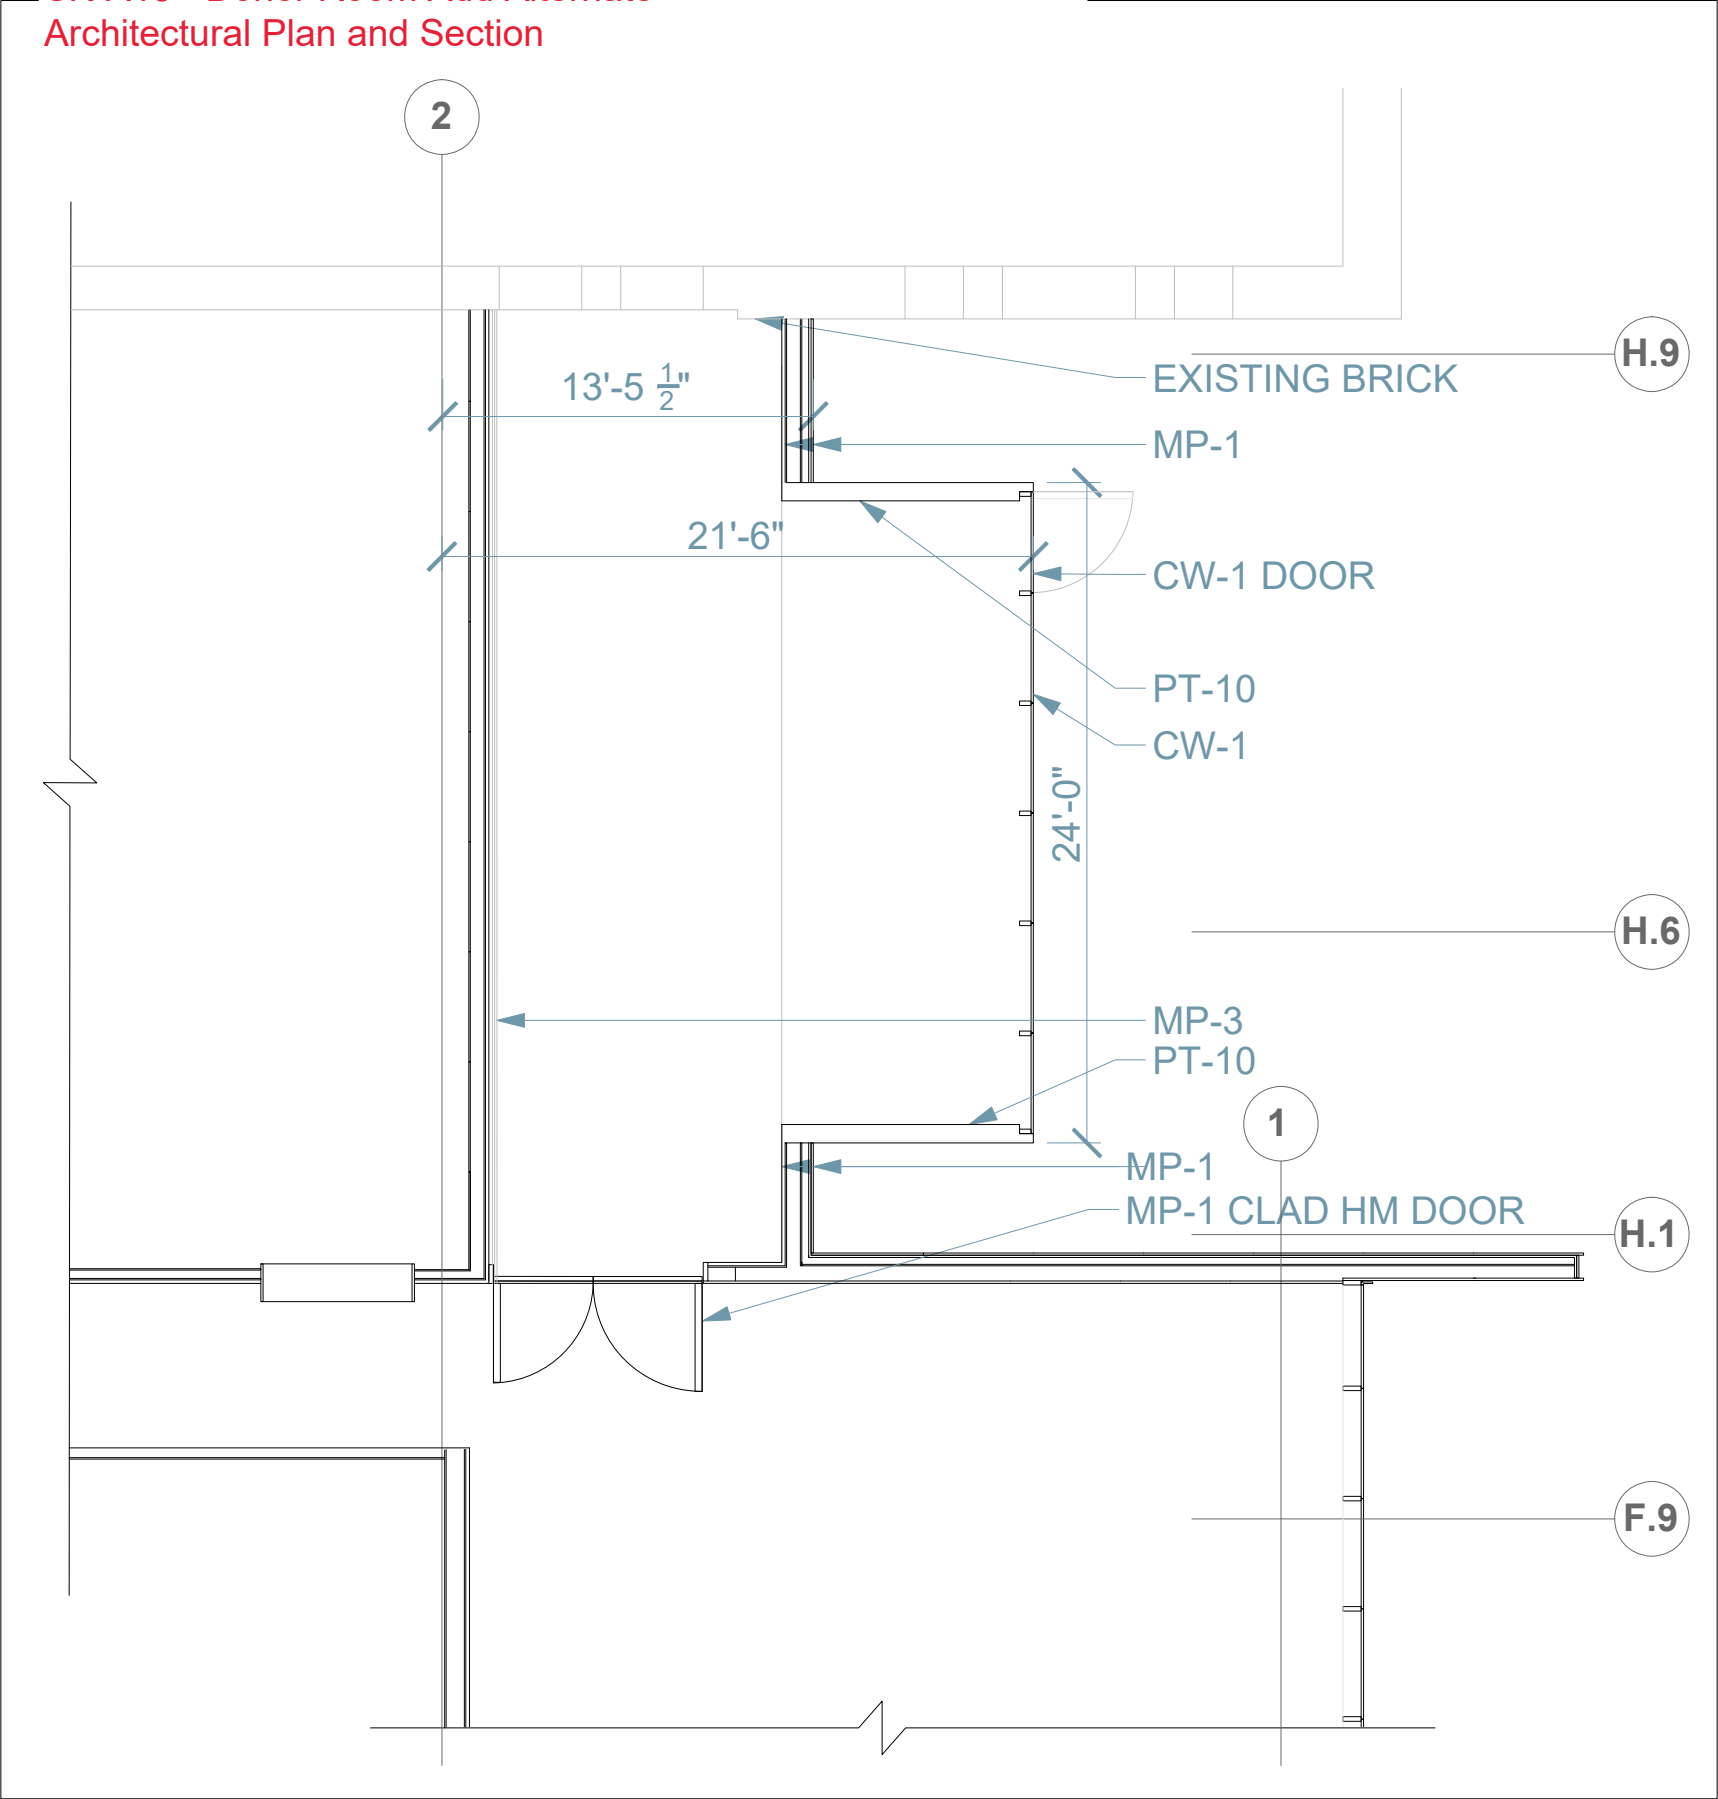 Architectural Plan and Section
2
H.9
13'-5 1/2"
EXISTING BRICK
MP-1
21'-6"
CW-1 DOOR
PT-10
CW-1
24'-0"
H.6
MP-3
PT-10
1
MP-1
MP-1 CLAD HM DOOR
H.1
F.9